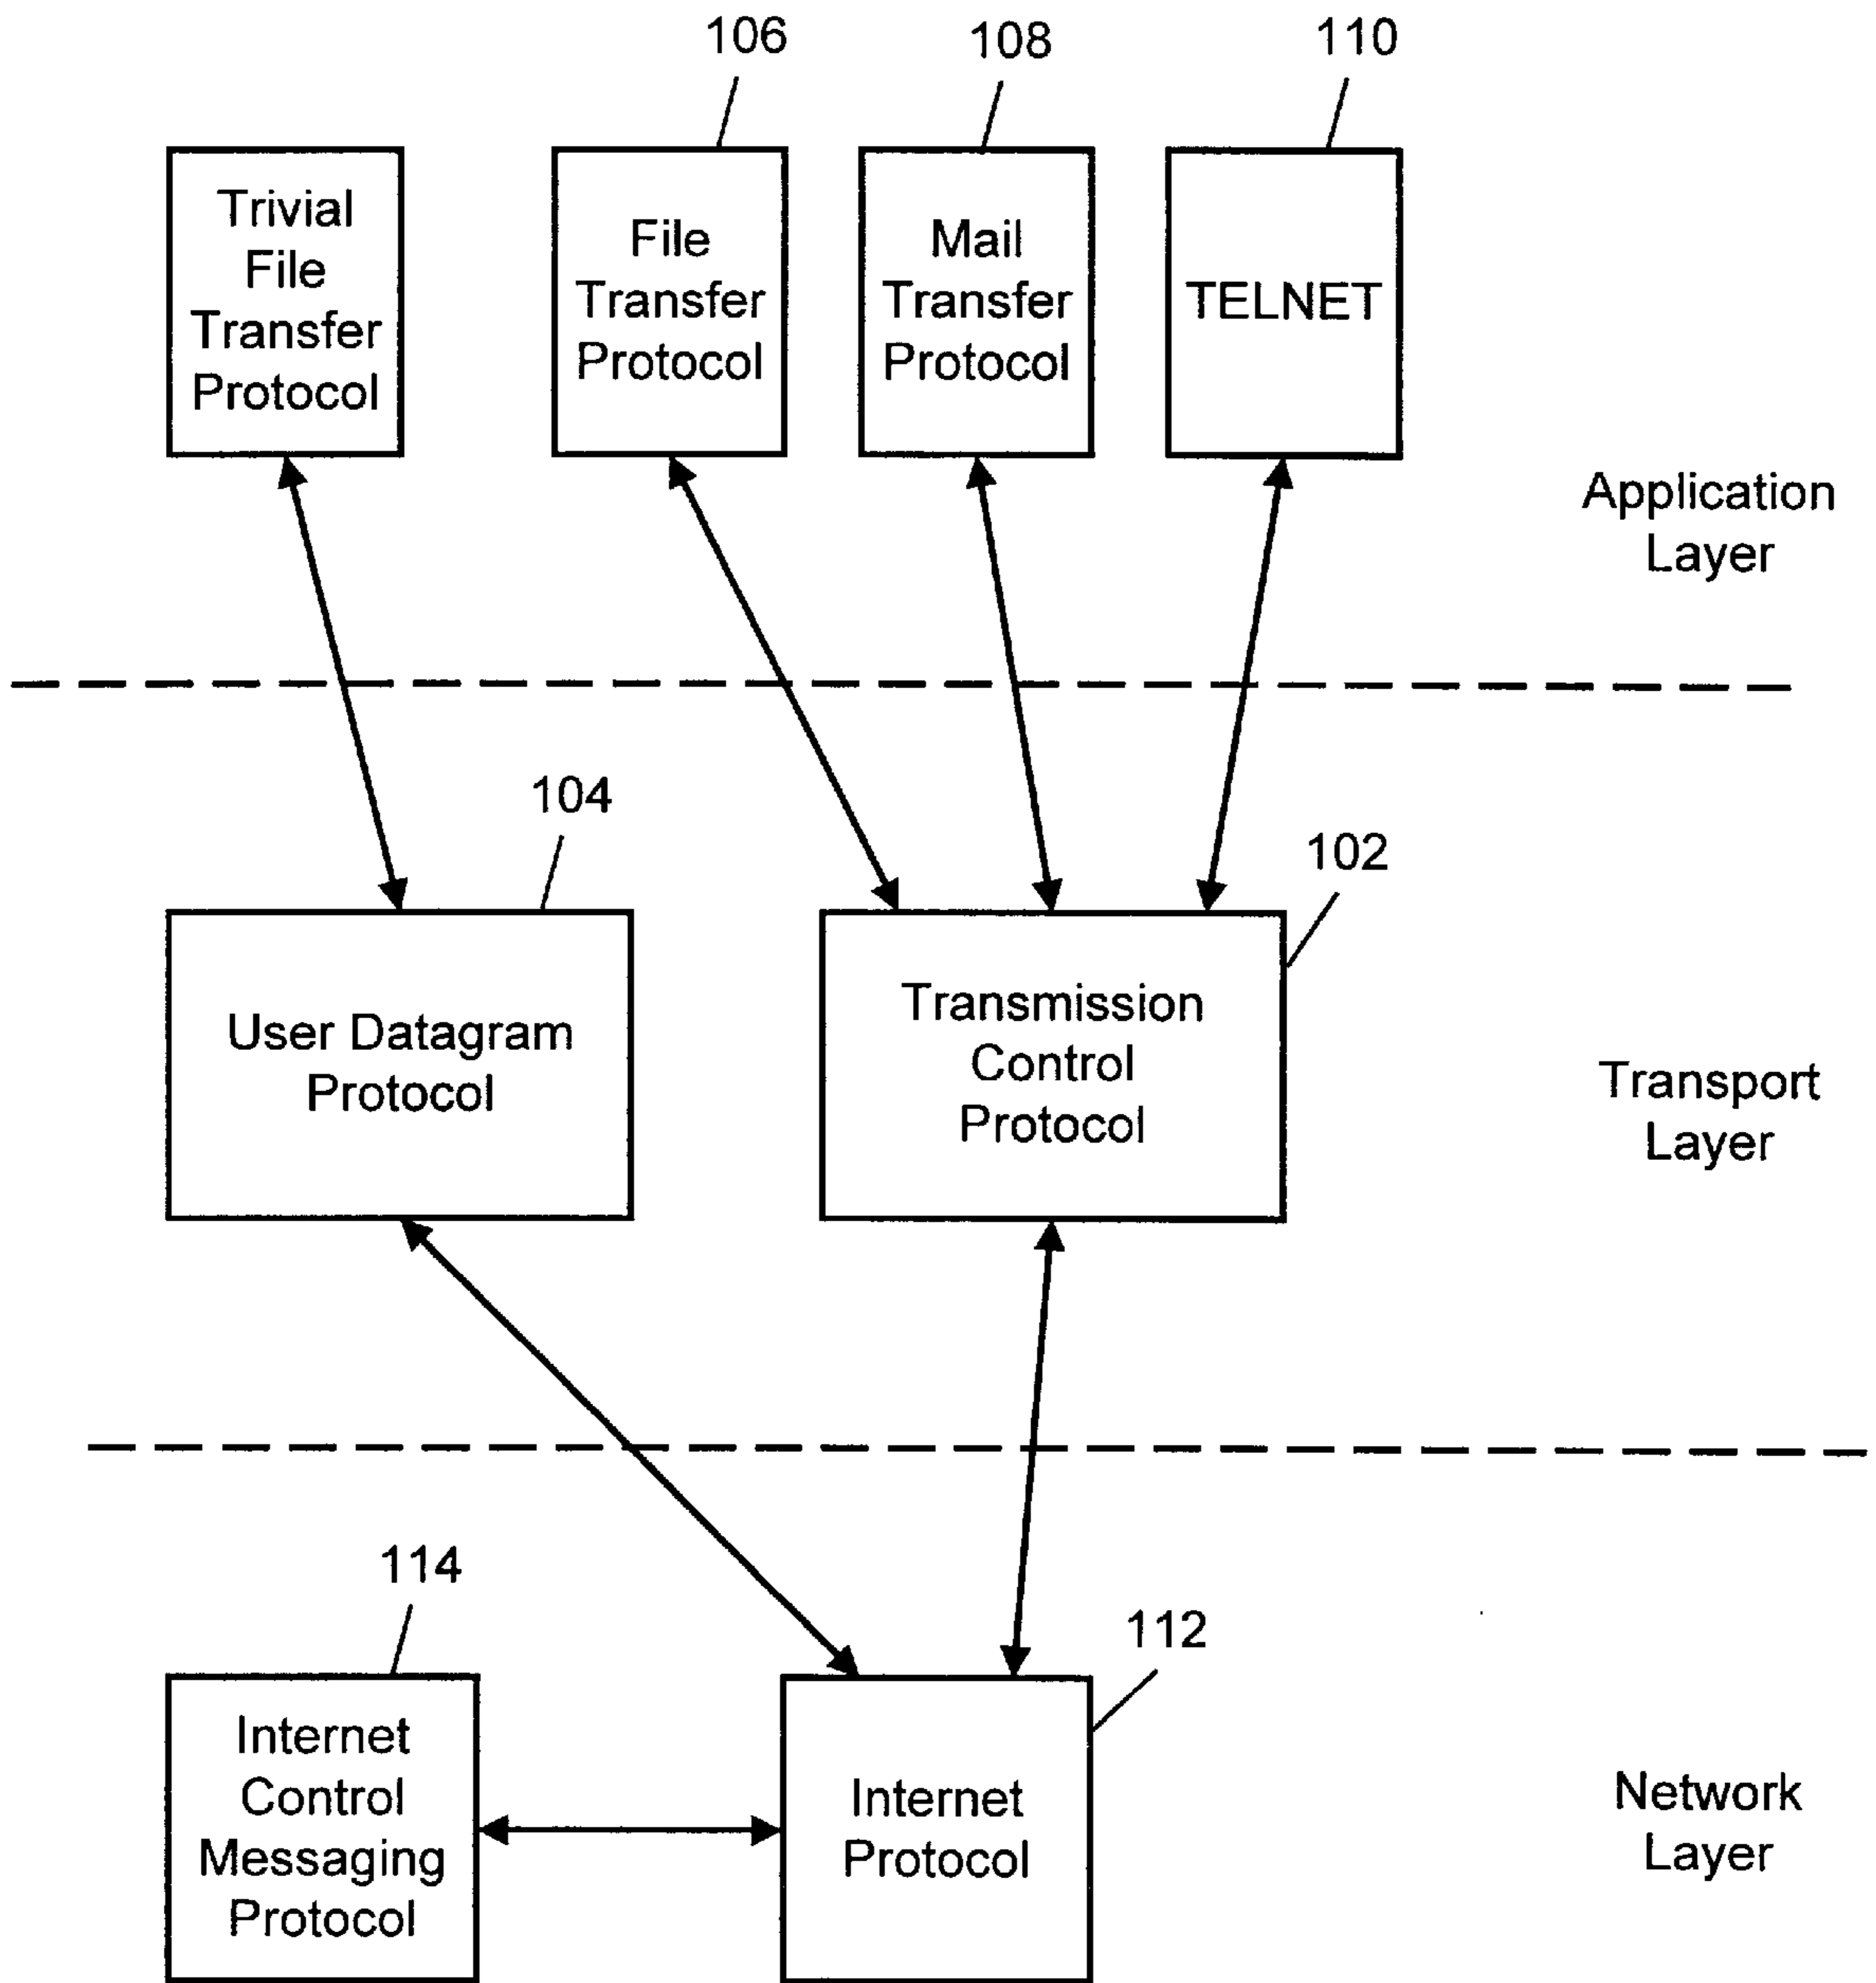 106
108
110
Trivial
File
Transfer
Protocol
File
Transfer
Protocol
Mail
Transfer
Protocol
TELNET
Application
Layer
104
102
User Datagram
Protocol
Transmission
Control
Protocol
Transport
Layer
114
112
Internet
Control
Messaging
Protocol
Internet
Protocol
Network
Layer